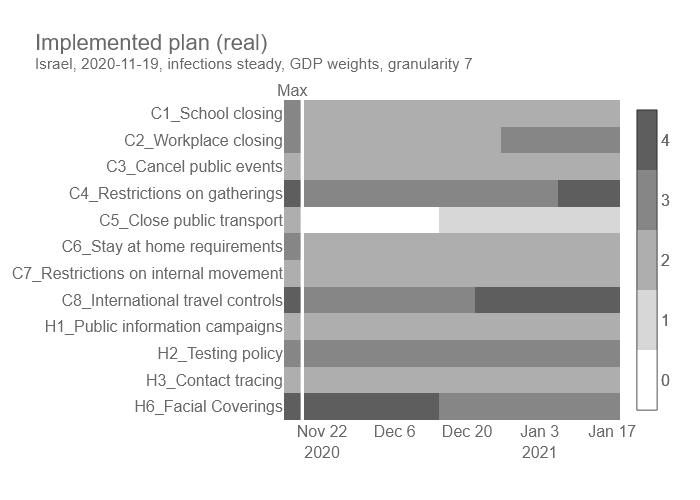 Implemented plan (real)
Israel, 2020-11-19, infections steady, GDP weights, granularity 7
Max
C1_School closing
C2_Workplace closing
C3_Cancel public events
C4_Restrictions on gatherings
C5_Close public transport
C6_Stay at home requirements
C7_Restrictions on internal movement
C8_International travel controls
H1_Public information campaigns
H2_Testing policy
H3_Contact tracing
H6_Facial Coverings
4
3
2
1
0
Nov 22 Dec 6 Dec 20 Jan 3 Jan 17
2020 2021